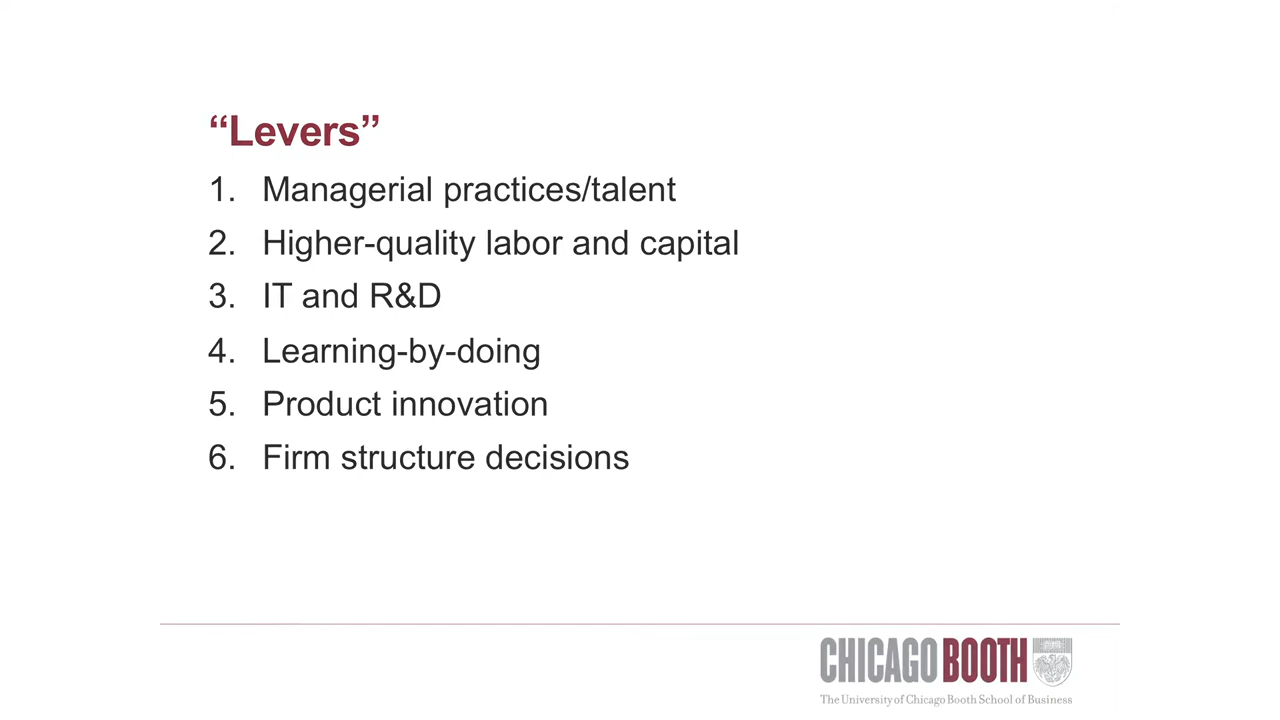 “Levers”
1. Managerial practices/talent
2. Higher-quality labor and capital
3. IT and R&D
4. Learning-by-doing
5. Product innovation
6. Firm structure decisions
CHICAGO BOOTH
The University of Chicago Booth School of Business